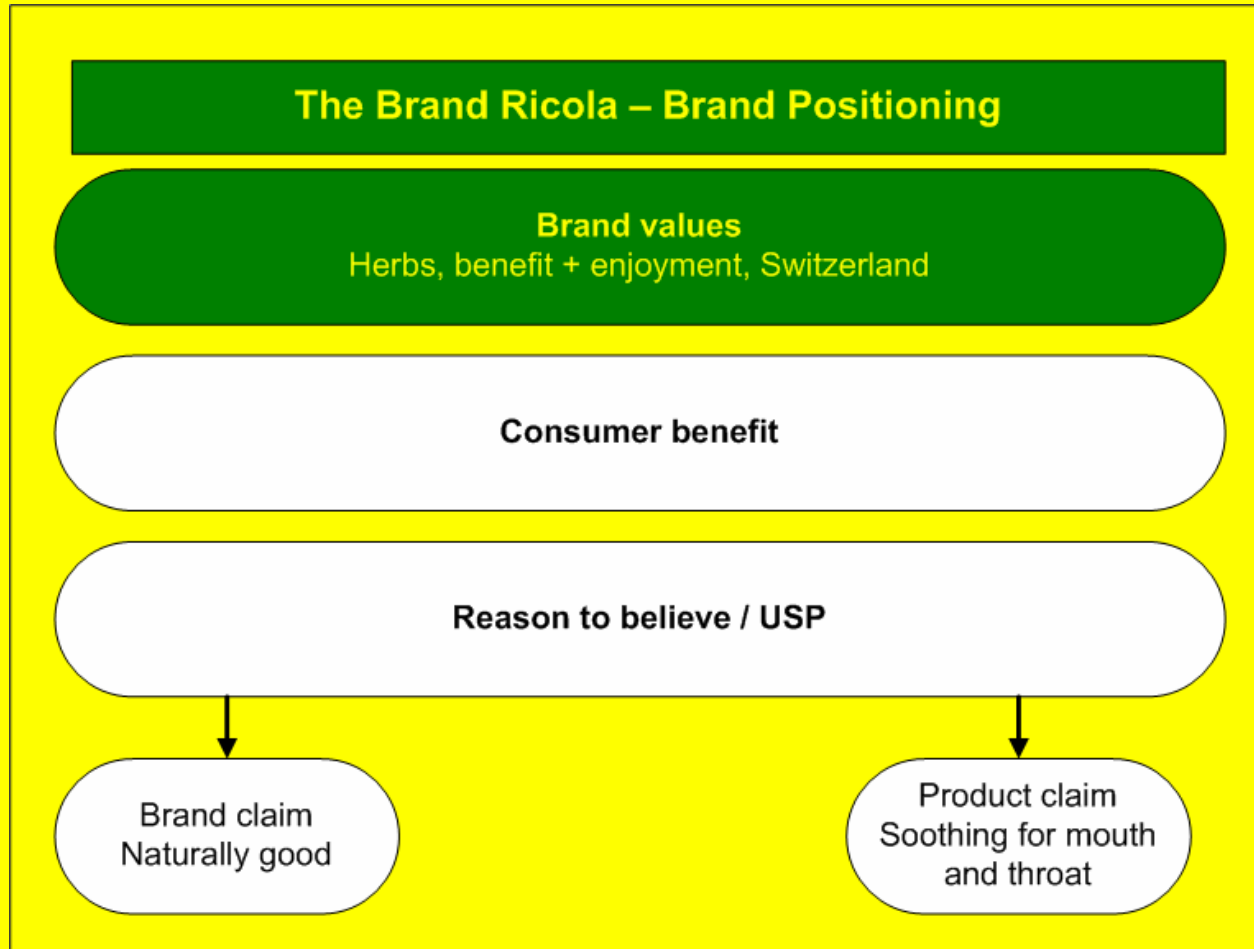 The Brand Ricola – Brand Positioning
Brand values
Herbs, benefit + enjoyment, Switzerland
Consumer benefit
Reason to believe / USP
Brand claim
Naturally good
Product claim
Soothing for mouth
and throat